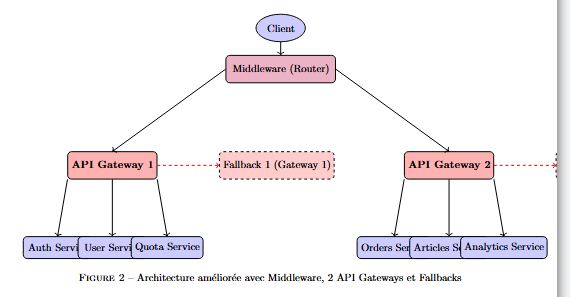 Client
Middleware (Router)
API Gateway 1
Fallback 1 (Gateway 1)
API Gateway 2
Auth Servi
User Servi
Quota Service
Orders Ser
Articles S
Analytics Service
FIGURE 2 – Architecture améliorée avec Middleware, 2 API Gateways et Fallbacks